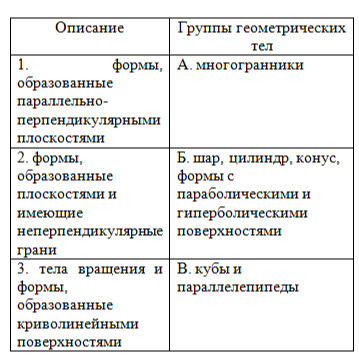 Описание
Группы геометрических
тел
1. формы,
образованные
параллельно-
перпендикулярными
плоскостями
А. многогранники
2. формы,
образованные
плоскостями и
имеющие
неперпендикулярные
грани
Б. шар, цилиндр, конус,
формы с
параболическими и
гиперболическими
поверхностями
3. тела вращения и
формы,
образованные
криволинейными
поверхностями
В. кубы и
параллелепипеды